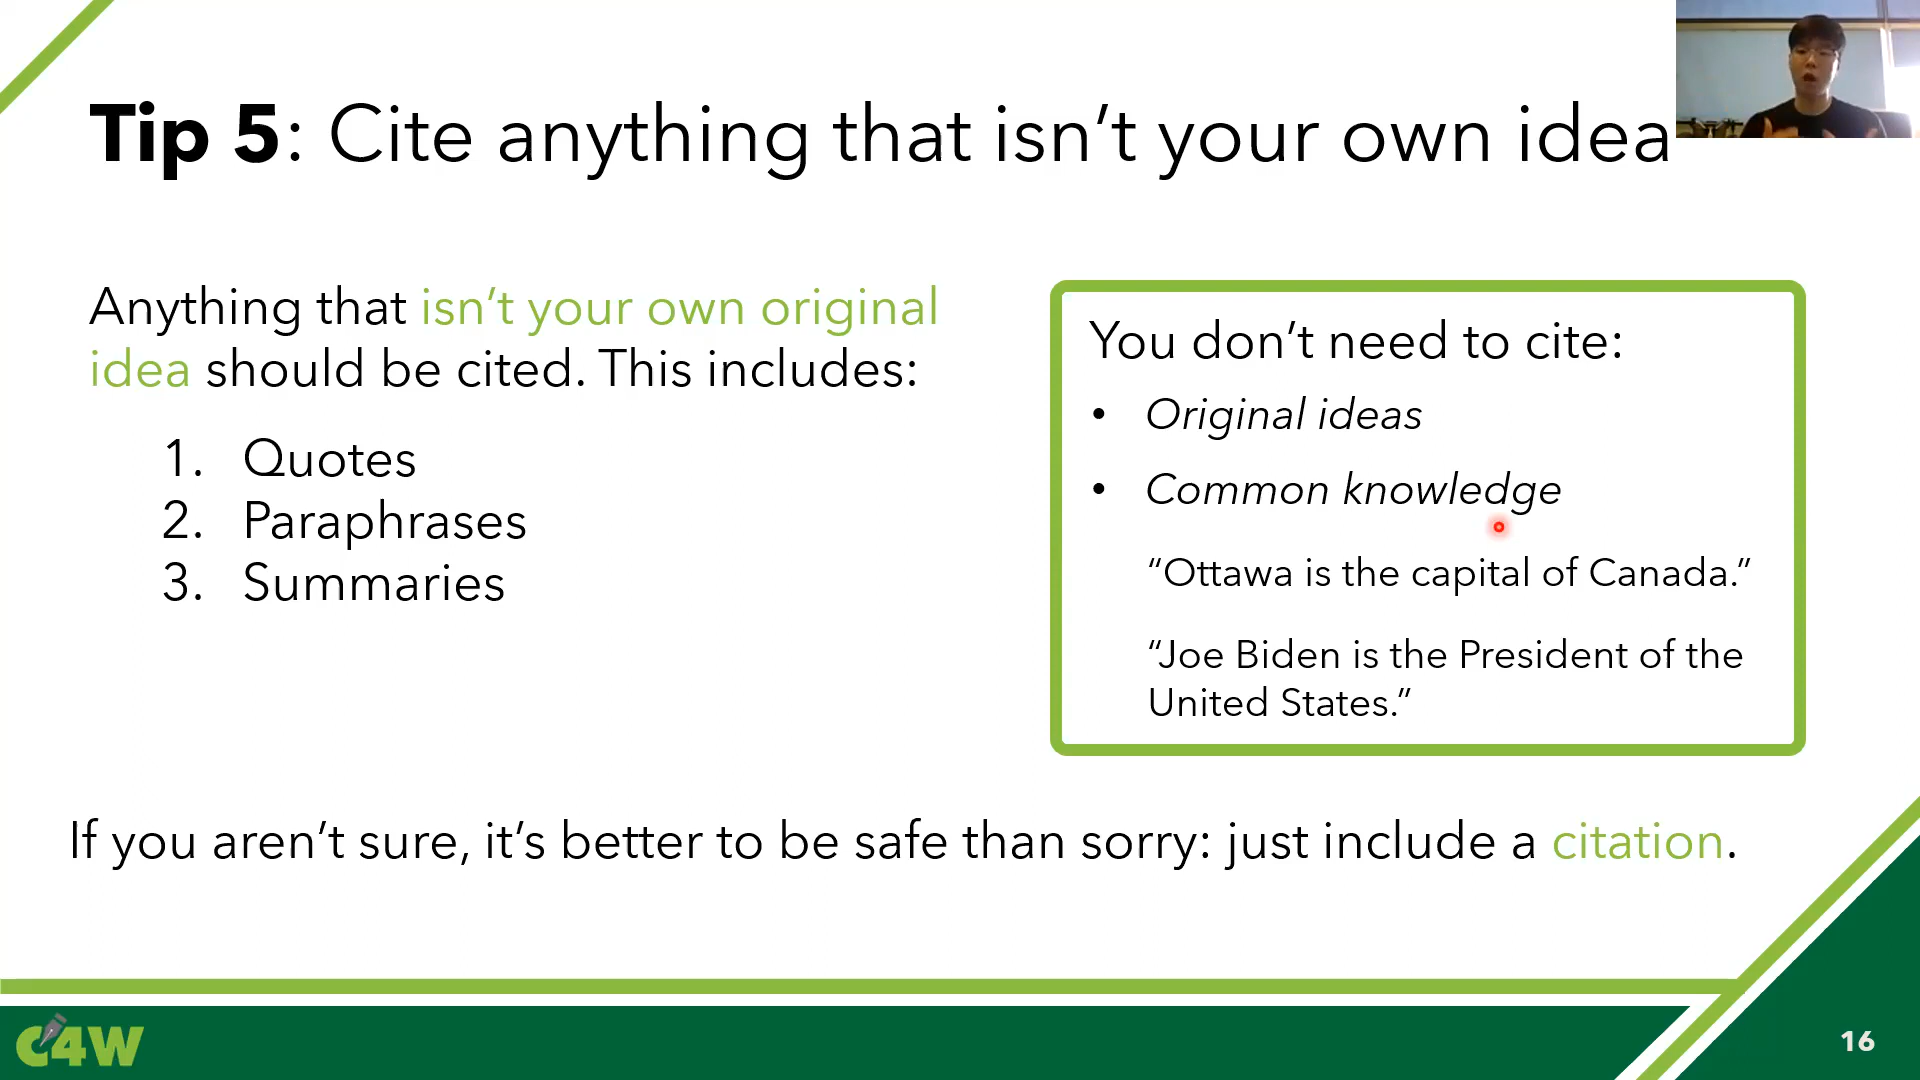 Tip 5: Cite anything that isn’t your own idea
Anything that isn’t your own original
idea should be cited. This includes:
1. Quotes
2. Paraphrases
3. Summaries
You don’t need to cite:
• Original ideas
• Common knowledge
“Ottawa is the capital of Canada.”
“Joe Biden is the President of the
United States.”
If you aren’t sure, it’s better to be safe than sorry: just include a citation.
C4W
16